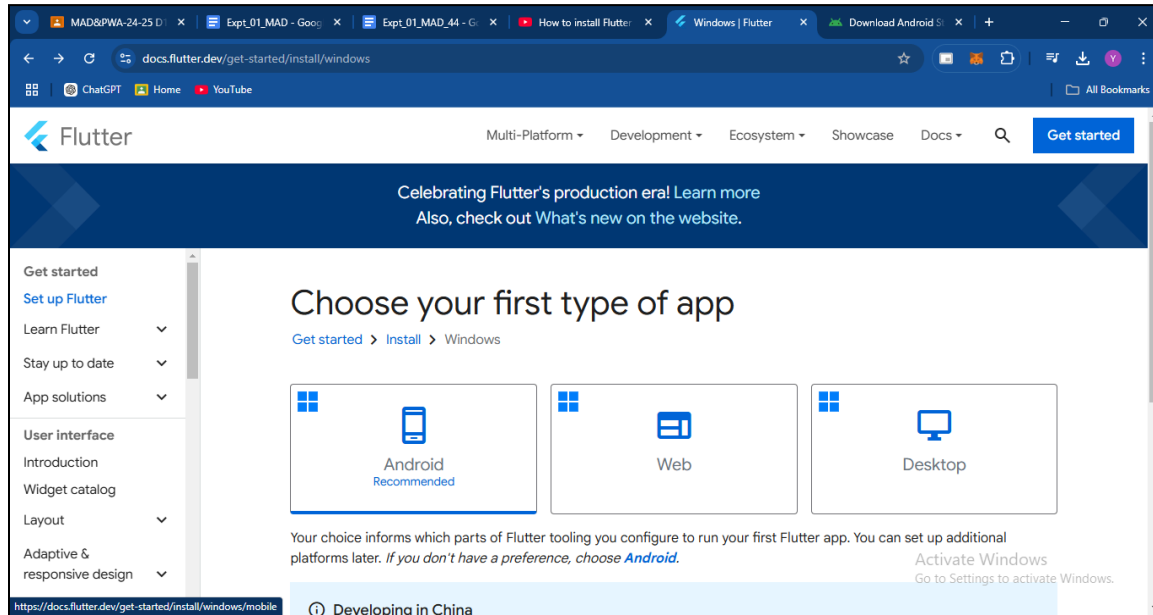 MAD&PWA-24-25 D1
Expt_01_MAD - Goog
Expt_01_MAD_44 - Go
How to install Flutter
Windows | Flutter
Download Android St
docs.flutter.dev/get-started/install/windows
Y
ChatGPT
Home
YouTube
All Bookmarks
Flutter
Multi-Platform
Development
Ecosystem
Showcase
Docs
Get started
Celebrating Flutter's production era! Learn more
Also, check out What's new on the website.
Get started
Set up Flutter
Learn Flutter
Stay up to date
App solutions
User interface
Introduction
Widget catalog
Layout
Adaptive &
responsive design
Choose your first type of app
Get started > Install > Windows
Android
Recommended
Web
Desktop
Your choice informs which parts of Flutter tooling you configure to run your first Flutter app. You can set up additional
platforms later. If you don't have a preference, choose Android.
Activate Windows
Go to Settings to activate Windows.
Developing in China
https://docs.flutter.dev/get-started/install/windows/mobile